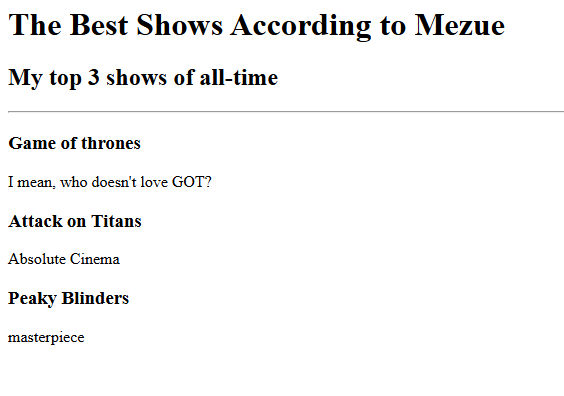 The Best Shows According to Mezue
My top 3 shows of all-time
Game of thrones
I mean, who doesn't love GOT?
Attack on Titans
Absolute Cinema
Peaky Blinders
masterpiece